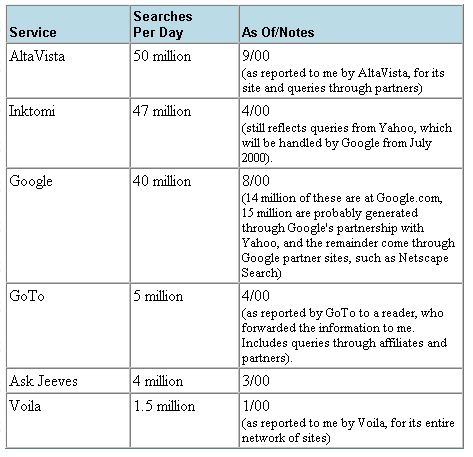 Service Searches Per Day As Of/Notes
AltaVista 50 million 9/00
(as reported to me by AltaVista, for its
site and queries through partners)
Inktomi 47 million 4/00
(still reflects queries from Yahoo, which
will be handled by Google from July
2000).
Google 40 million 8/00
(14 million of these are at Google.com,
15 million are probably generated
through Google's partnership with
Yahoo, and the remainder come through
Google partner sites, such as Netscape
Search)
GoTo 5 million 4/00
(as reported by GoTo to a reader, who
forwarded the information to me.
Includes queries through affiliates and
partners).
Ask Jeeves 4 million 3/00
Voila 1.5 million 1/00
(as reported to me by Voila, for its entire
network of sites)